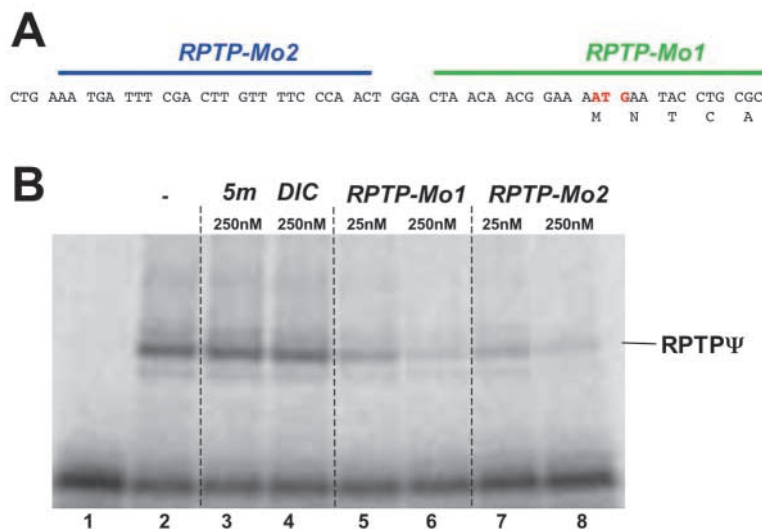 A
RPTP-Mo2 RPTP-Mo1
CTG AAA TGA TTT CGA CTT GTT TTC CCA ACT GGA CTA ACA ACG GAA AAT GAA TAC CTG CGC
M N T C A
B
- 5m DIC RPTP-Mo1 RPTP-Mo2
250nM 250nM 25nM 250nM 25nM 250nM
RPTPΨ
1 2 3 4 5 6 7 8